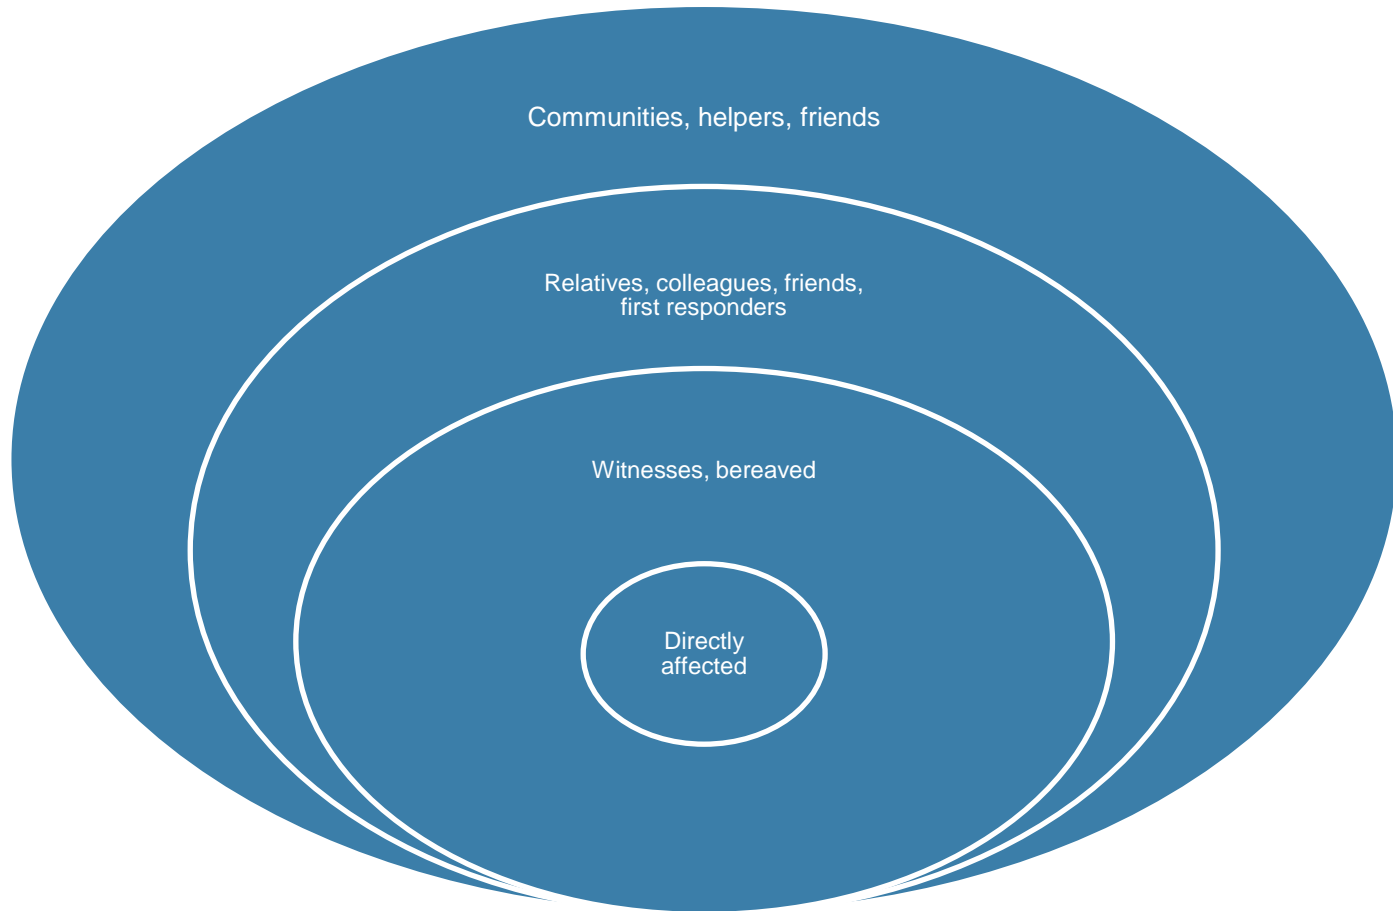 Communities, helpers, friends
Relatives, colleagues, friends,
first responders
Witnesses, bereaved
Directly
affected